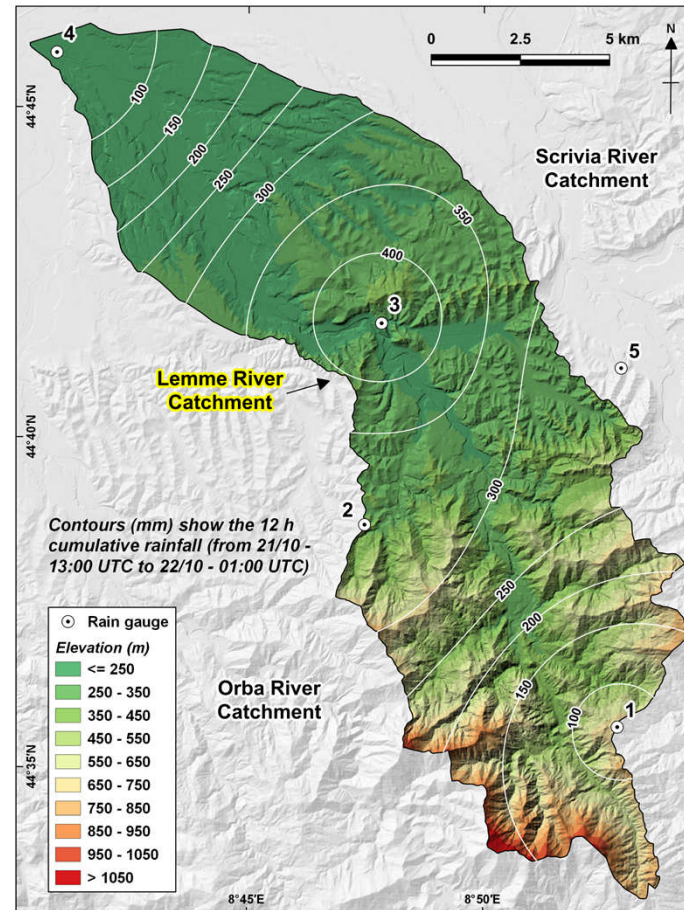 4
0 2.5 5 km
N
44°45'N
100
150
200
250
300
Scrivia River
Catchment
350
400
3
5
Lemme River
Catchment
44°40'N
300
2
Contours (mm) show the 12 h
cumulative rainfall (from 21/10 -
13:00 UTC to 22/10 - 01:00 UTC)
250
200
150
100
1
Rain gauge
Elevation (m)
<= 250
250 - 350
350 - 450
450 - 550
550 - 650
650 - 750
750 - 850
850 - 950
950 - 1050
> 1050
Orba River
Catchment
44°35'N
8°45'E 8°50'E